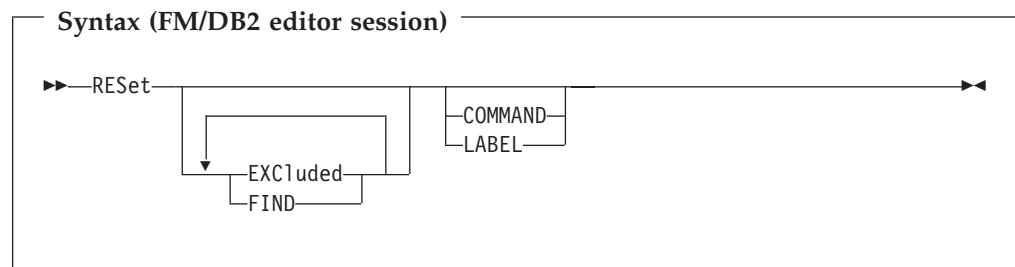 Syntax (FM/DB2 editor session)
RESet
COMMAND
LABEL
EXCluded
FIND